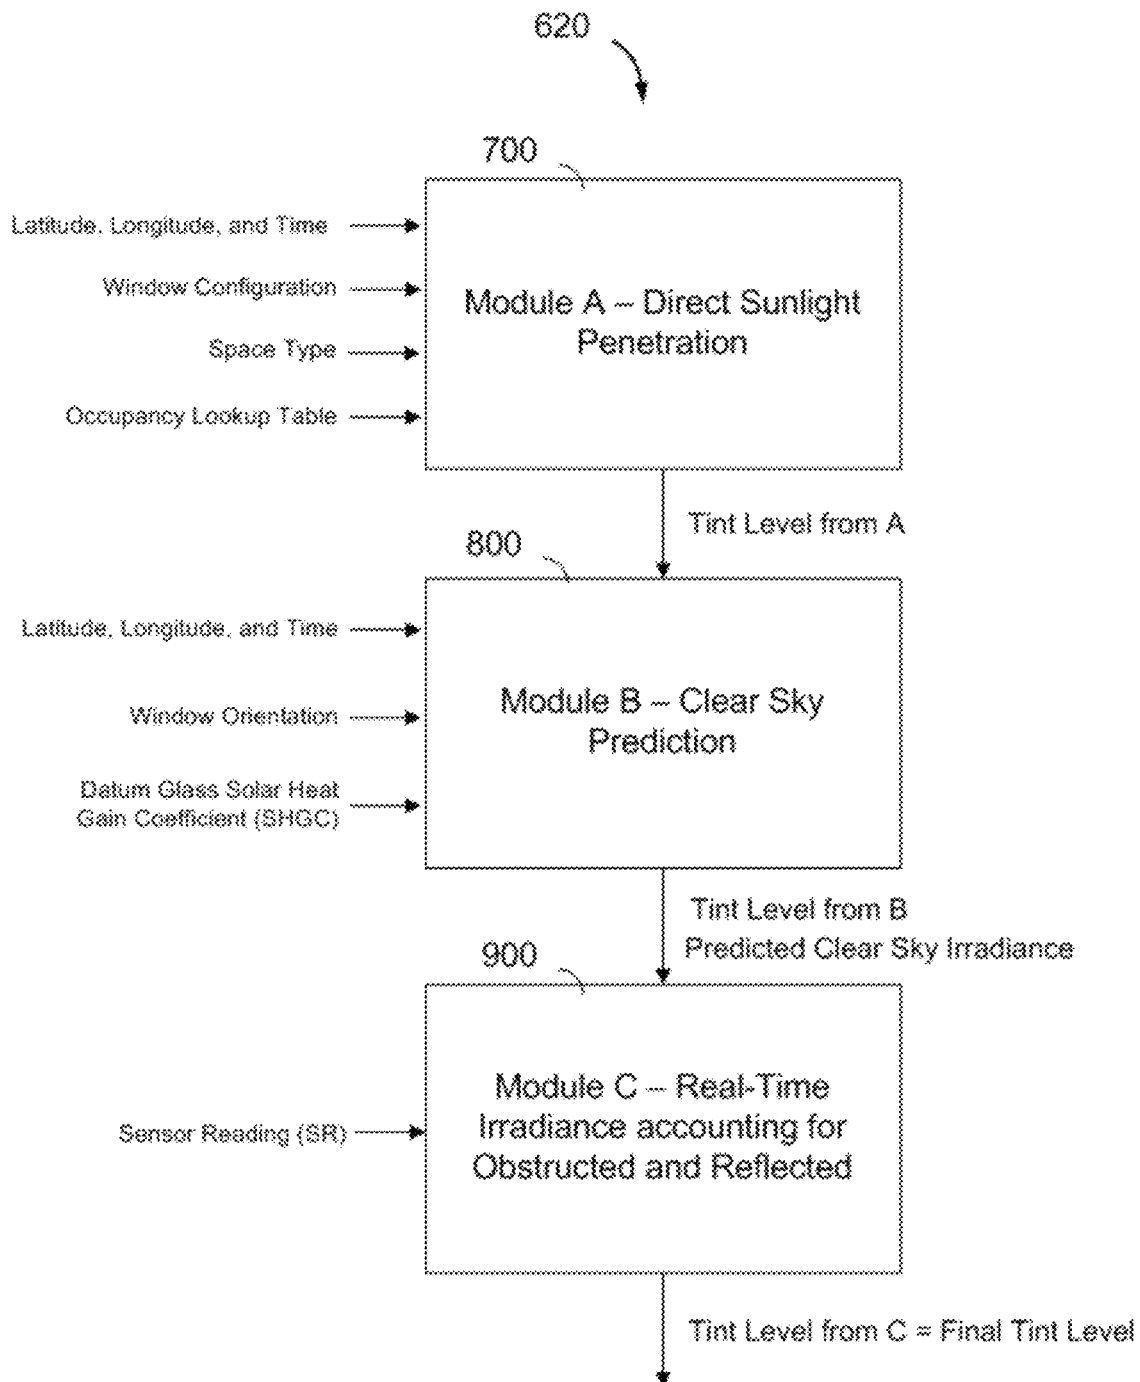 620
700
Latitude, Longitude, and Time
Window Configuration
Module A – Direct Sunlight
Penetration
Space Type
Occupancy Lookup Table
Tint Level from A
800
Latitude, Longitude, and Time
Window Orientation
Module B – Clear Sky
Prediction
Datum Glass Solar Heat
Gain Coefficient (SHGC)
Tint Level from B
Predicted Clear Sky Irradiance
900
Module C – Real-Time
Irradiance accounting for
Obstructed and Reflected
Sensor Reading (SR)
Tint Level from C = Final Tint Level